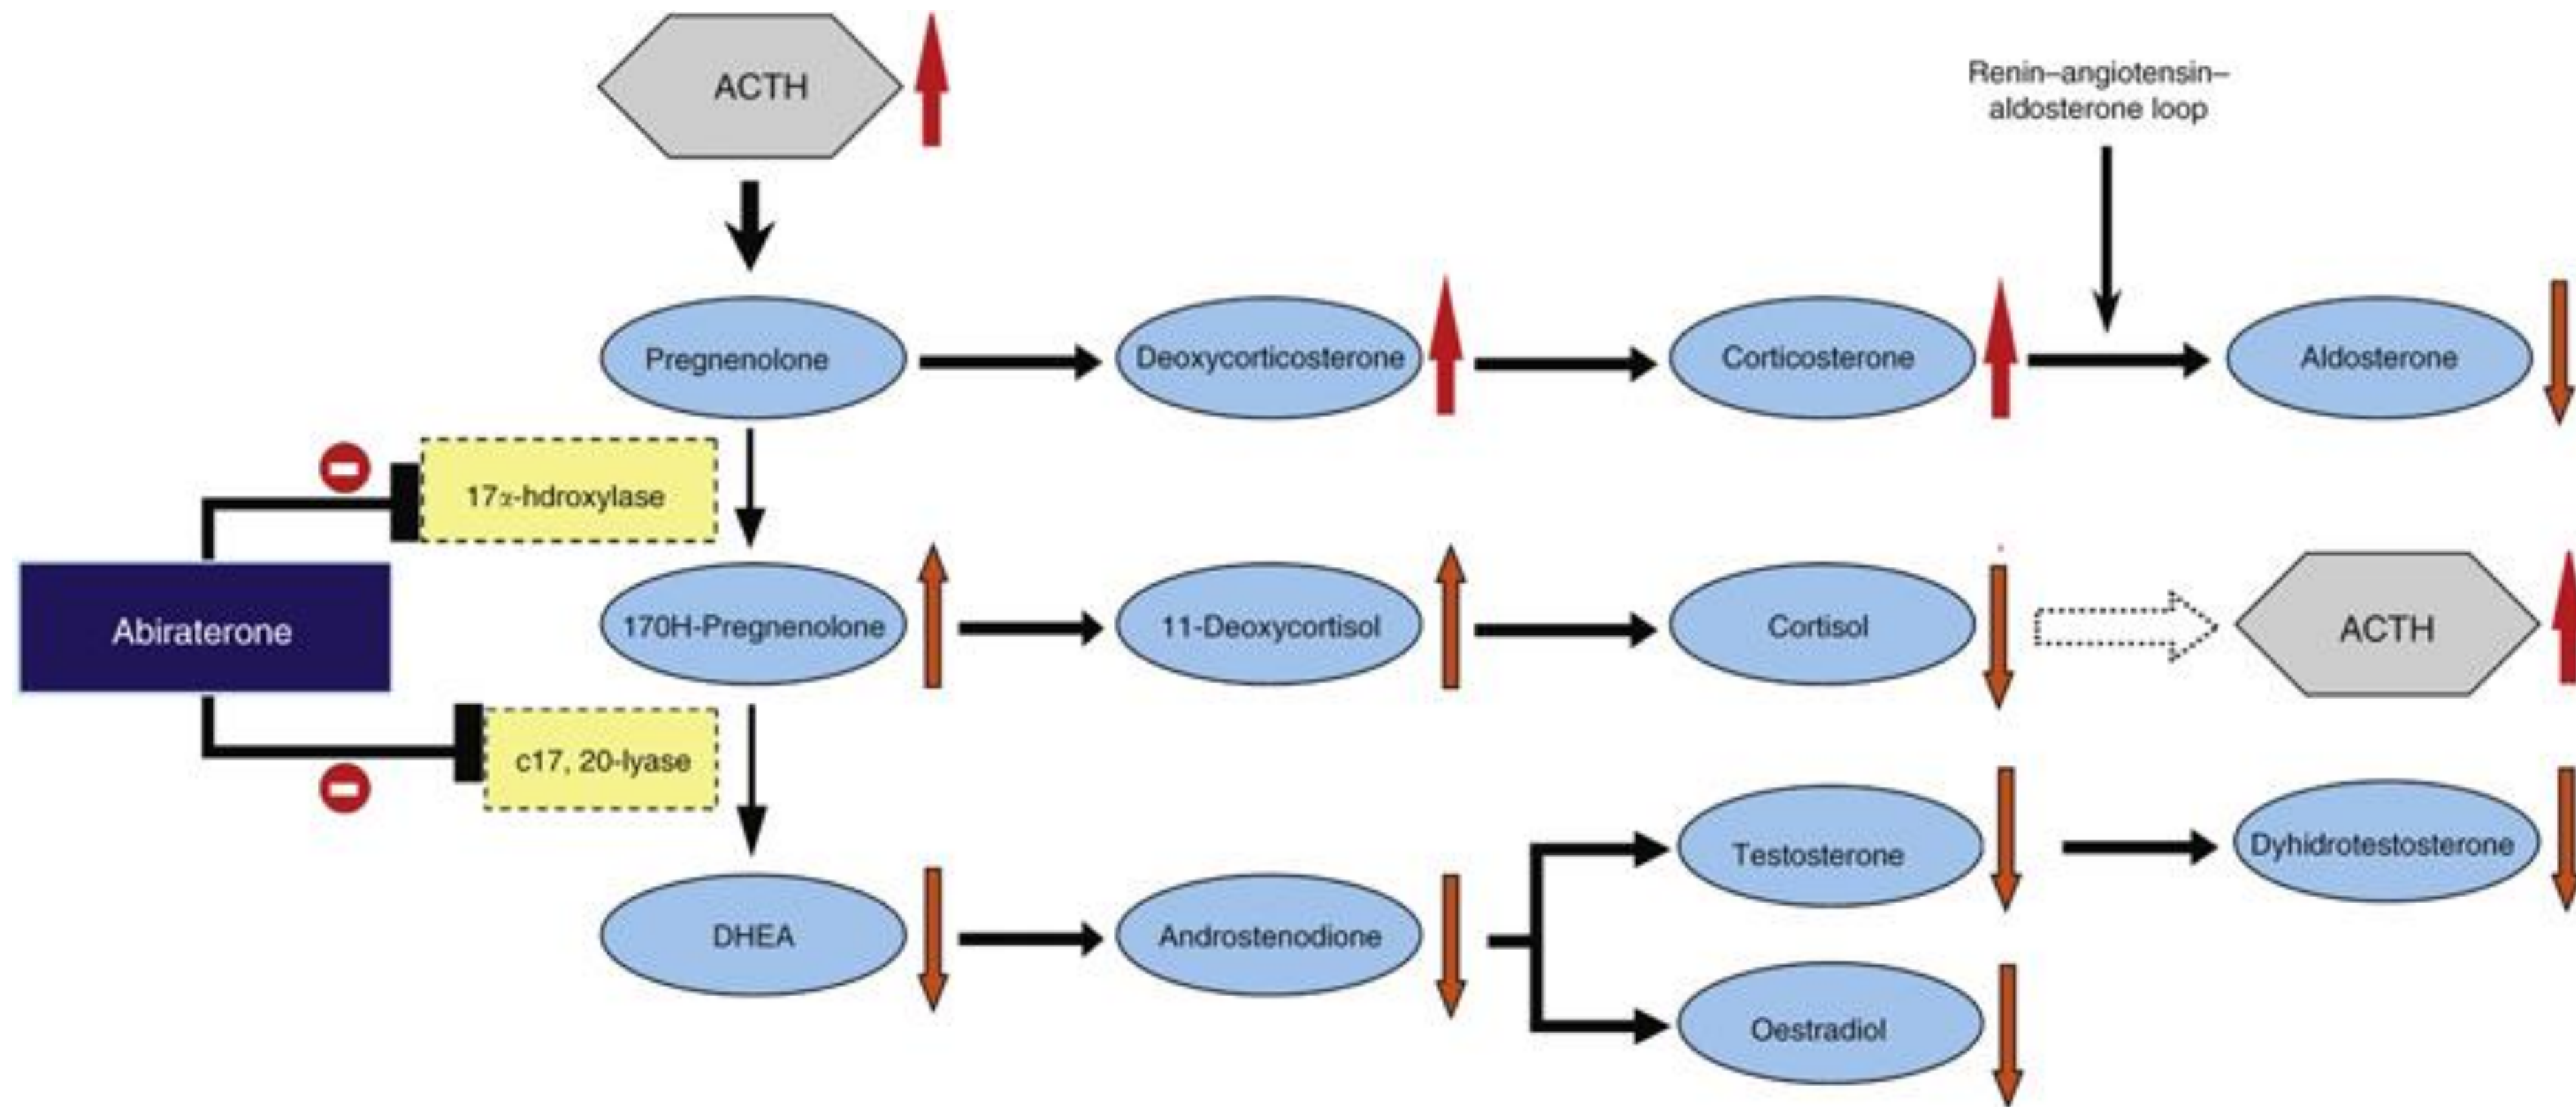 ACTH
Renin–angiotensin–
aldosterone loop
Pregnenolone
Deoxycorticosterone
Corticosterone
Aldosterone
17α-hdroxylase
Abiraterone
170H-Pregnenolone
11-Deoxycortisol
Cortisol
ACTH
c17, 20-lyase
Testosterone
Dyhidrotestosterone
DHEA
Androstenodione
Oestradiol